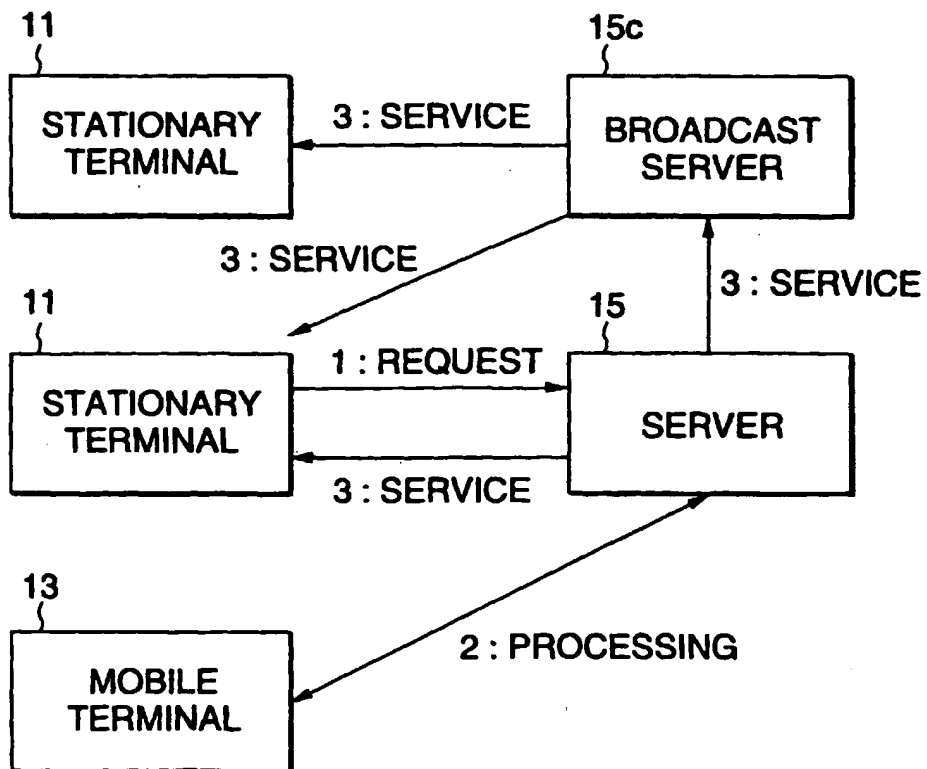 11
15c
STATIONARY
TERMINAL
3 : SERVICE
BROADCAST
SERVER
3 : SERVICE
3 : SERVICE
11
15
STATIONARY
TERMINAL
1 : REQUEST
SERVER
3 : SERVICE
13
2 : PROCESSING
MOBILE
TERMINAL